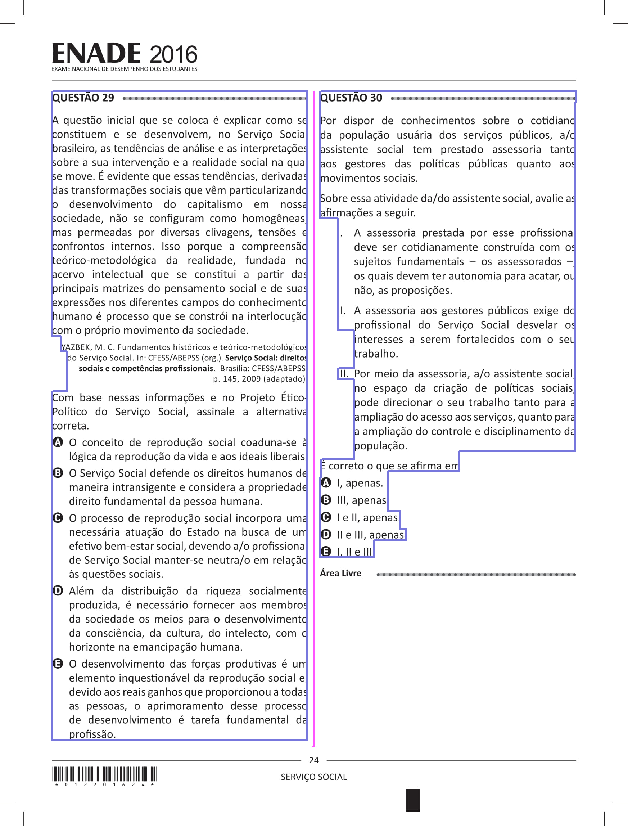 ENADE 2016
EXAME NACIONAL DE DESEMPENHO DOS ESTUDANTES
QUESTÃO 29
A questão inicial que se coloca é explicar como se
constituem e se desenvolvem, no Serviço Social
brasileiro, as tendências de análise e as interpretações
sobre a sua intervenção e a realidade social na qual
se move. É evidente que essas tendências, derivadas
das transformações sociais que vêm particularizando
o desenvolvimento do capitalismo em nossa
sociedade, não se configuram como homogêneas,
mas permeadas por diversas clivagens, tensões e
confrontos internos. Isso porque a compreensão
teórico-metodológica da realidade, fundada no
acervo intelectual que se constitui a partir das
principais matrizes do pensamento social e de suas
expressões nos diferentes campos do conhecimento
humano é processo que se constrói na interlocução
com o próprio movimento da sociedade.
YAZBEK, M. C. Fundamentos históricos e teórico-metodológicos
do Serviço Social. In: CFESS/ABEPSS (org.). Serviço Social: direitos
sociais e competências profissionais. Brasília: CFESS/ABEPSS,
p. 145, 2009 (adaptado).
Com base nessas informações e no Projeto Ético-
Político do Serviço Social, assinale a alternativa
correta.
A O conceito de reprodução social coaduna-se à
lógica da reprodução da vida e aos ideais liberais.
B O Serviço Social defende os direitos humanos de
maneira intransigente e considera a propriedade
direito fundamental da pessoa humana.
C O processo de reprodução social incorpora uma
necessária atuação do Estado na busca de um
efetivo bem-estar social, devendo a/o profissional
de Serviço Social manter-se neutra/o em relação
às questões sociais.
D Além da distribuição da riqueza socialmente
produzida, é necessário fornecer aos membros
da sociedade os meios para o desenvolvimento
da consciência, da cultura, do intelecto, com o
horizonte na emancipação humana.
E O desenvolvimento das forças produtivas é um
elemento inquestionável da reprodução social e,
devido aos reais ganhos que proporcionou a todas
as pessoas, o aprimoramento desse processo
de desenvolvimento é tarefa fundamental da
profissão.
QUESTÃO 30
Por dispor de conhecimentos sobre o cotidiano
da população usuária dos serviços públicos, a/o
assistente social tem prestado assessoria tanto
aos gestores das políticas públicas quanto aos
movimentos sociais.
Sobre essa atividade da/do assistente social, avalie as
afirmações a seguir.
I. A assessoria prestada por esse profissional
deve ser cotidianamente construída com os
sujeitos fundamentais – os assessorados –,
os quais devem ter autonomia para acatar, ou
não, as proposições.
II. A assessoria aos gestores públicos exige do
profissional do Serviço Social desvelar os
interesses a serem fortalecidos com o seu
trabalho.
III. Por meio da assessoria, a/o assistente social,
no espaço da criação de políticas sociais,
pode direcionar o seu trabalho tanto para a
ampliação do acesso aos serviços, quanto para
a ampliação do controle e disciplinamento da
população.
É correto o que se afirma em
A I, apenas.
B III, apenas.
C I e II, apenas.
D II e III, apenas.
E I, II e III.
Área Livre
24
SERVIÇO SOCIAL